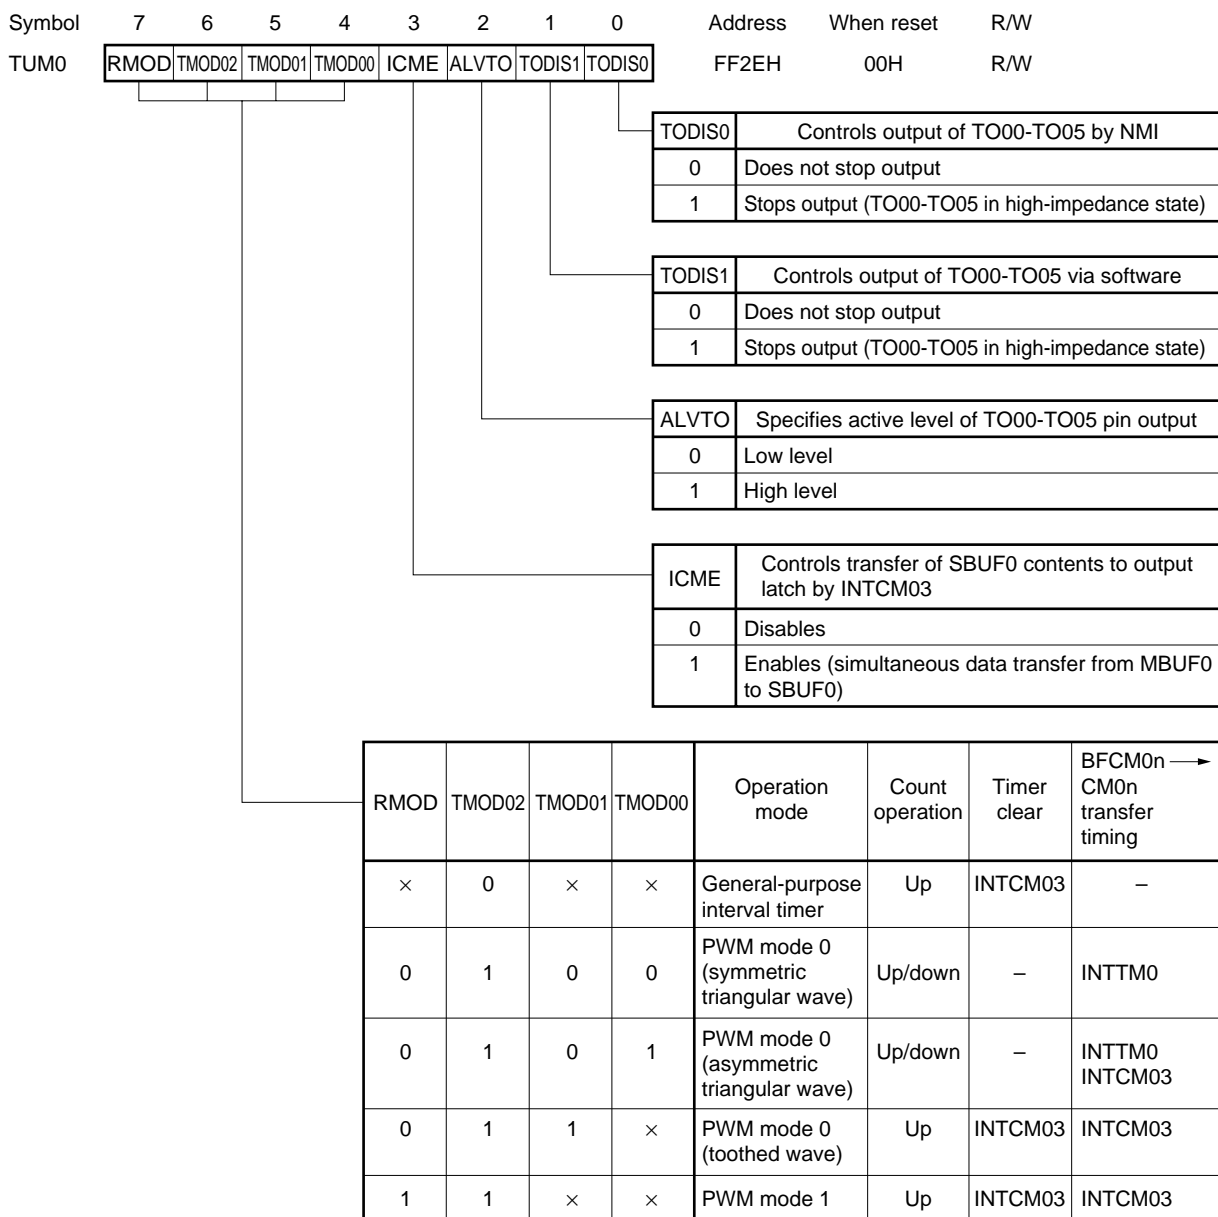 Symbol 7 6 5 4 3 2 1 0 Address When reset R/W
TUM0 RMOD TMOD02 TMOD01 TMOD00 ICME ALVTO TODIS1 TODIS0 FF2EH 00H R/W
TODIS0 Controls output of TO00-TO05 by NMI
0 Does not stop output
1 Stops output (TO00-TO05 in high-impedance state)
TODIS1 Controls output of TO00-TO05 via software
0 Does not stop output
1 Stops output (TO00-TO05 in high-impedance state)
ALVTO Specifies active level of TO00-TO05 pin output
0 Low level
1 High level
ICME Controls transfer of SBUF0 contents to output
latch by INTCM03
0 Disables
1 Enables (simultaneous data transfer from MBUF0
to SBUF0)
RMOD TMOD02 TMOD01 TMOD00
Operation
mode
Count
operation
Timer
clear
BFCM0n →
CM0n
transfer
timing
× 0 × × General-purpose
interval timer
Up INTCM03 –
0 1 0 0
PWM mode 0
(symmetric
triangular wave)
Up/down – INTTM0
0 1 0 1
PWM mode 0
(asymmetric
triangular wave)
Up/down –
INTTM0
INTCM03
0 1 1 × PWM mode 0
(toothed wave)
Up INTCM03 INTCM03
1 1 × × PWM mode 1 Up INTCM03 INTCM03